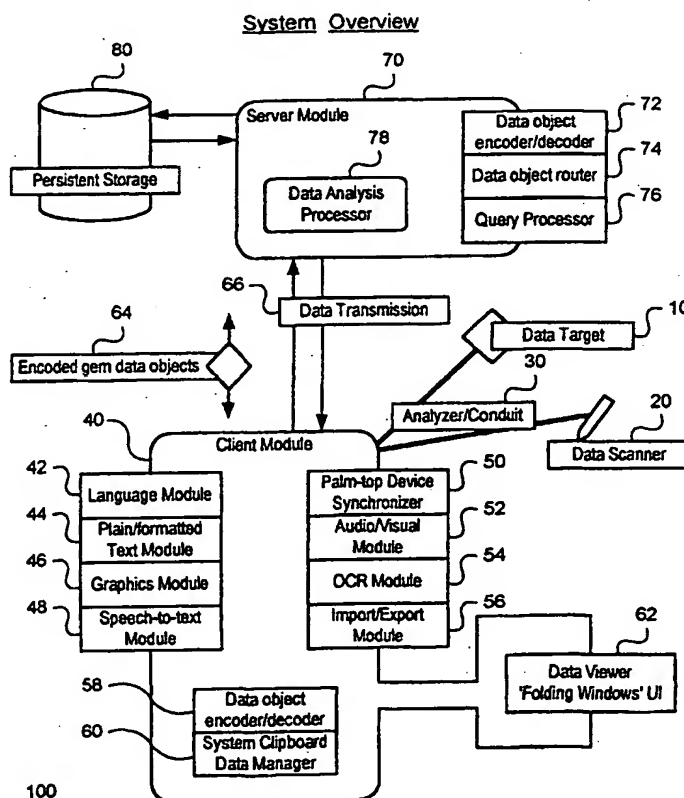 System Overview
80
70
Server Module
72
Data object
encoder/decoder
74
78
Persistent Storage
Data Analysis
Processor
Data object router
76
Query Processor
66
64
Data Transmission
10
Data Target
Encoded gem data objects
30
Analyzer/Conduit
20
40
Client Module
Data Scanner
42
50
Language Module
Palm-top Device
Synchronizer
44
52
Plain/formatted
Text Module
Audio/Visual
Module
46
54
Graphics Module
OCR Module
48
56
Speech-to-text
Module
Import/Export
Module
62
58
Data Viewer
'Folding Windows' UI
Data object
encoder/decoder
60
System Clipboard
Data Manager
100